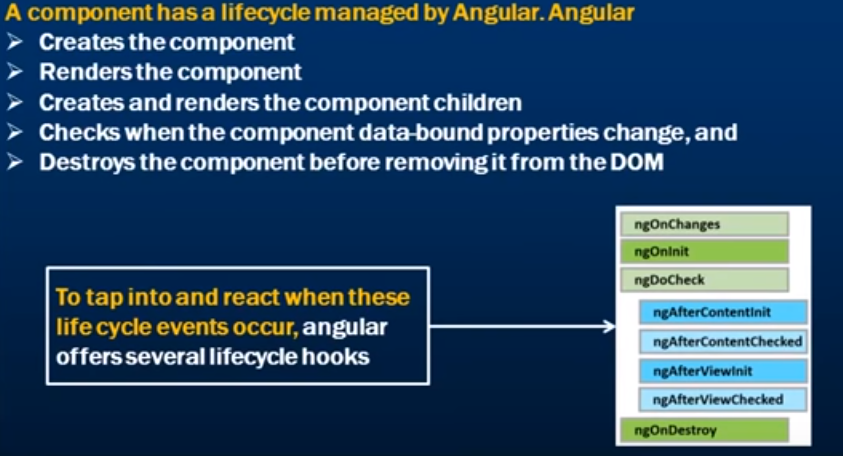 A component has a lifecycle managed by Angular. Angular
➢ Creates the component
➢ Renders the component
➢ Creates and renders the component children
➢ Checks when the component data-bound properties change, and
➢ Destroys the component before removing it from the DOM
To tap into and react when these
life cycle events occur, angular
offers several lifecycle hooks
ngOnChanges
ngOnInit
ngDoCheck
ngAfterContentInit
ngAfterContentChecked
ngAfterViewInit
ngAfterViewChecked
ngOnDestroy